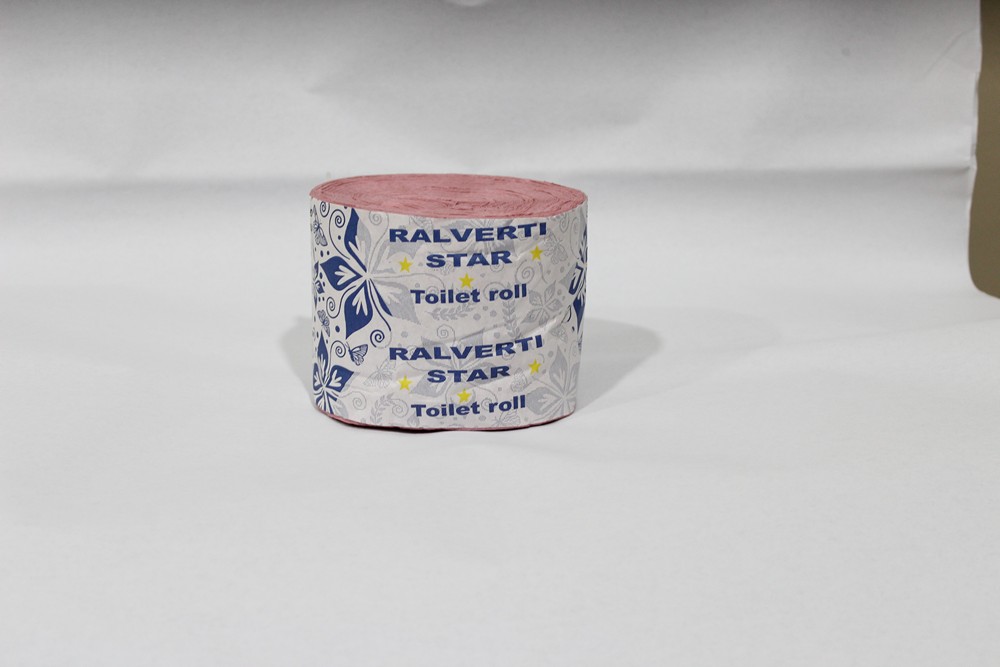 RALVERTI
STAR
Toilet roll
RALVERTI
STAR
Toilet roll